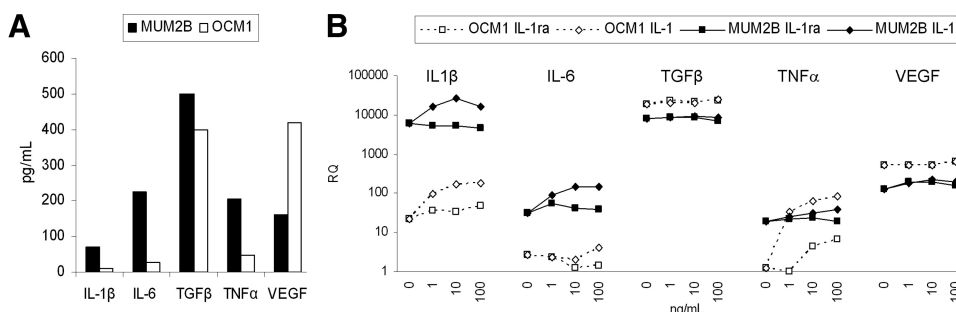 A
MUM2B OCM1
600
500
400
300
200
100
0
pg/mL
IL-1β IL-6 TGFβ TNFα VEGF
B
OCM1 IL-1ra OCM1 IL-1 MUM2B IL-1ra MUM2B IL-1
IL1β IL-6 TGFβ TNFα VEGF
100000
10000
1000
100
10
1
RQ
0 1 10 100 0 1 10 100 0 1 10 100 0 1 10 100 0 1 10 100
ng/mL